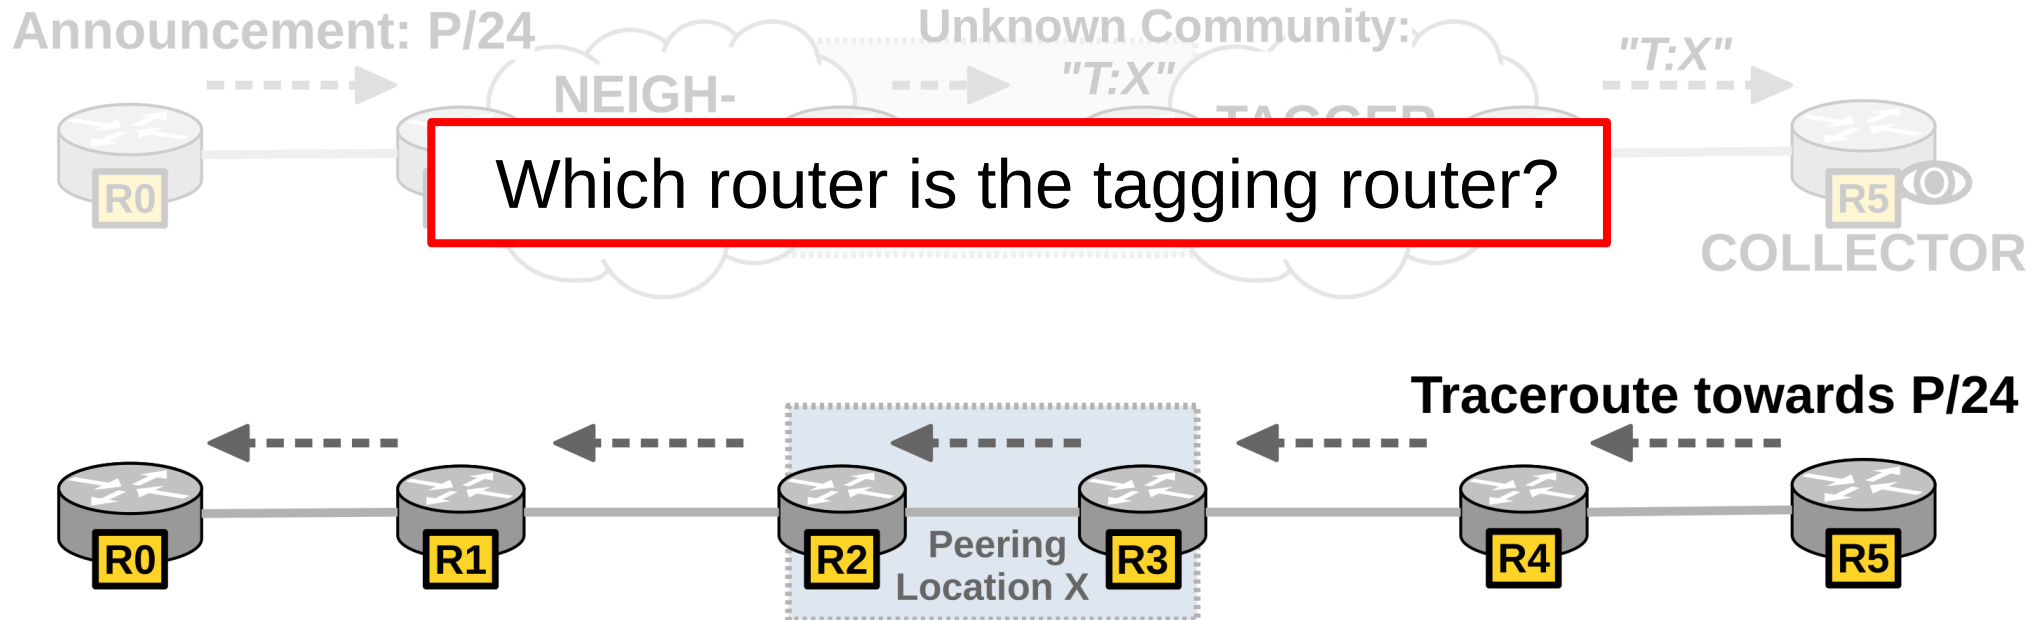 Announcement: P/24
Unknown Community:
"T:X"
"T:X"
NEIGH-
TAGGER
Which router is the tagging router?
R0
R5
COLLECTOR
Traceroute towards P/24
Peering
Location X
R0
R1
R2
R3
R4
R5